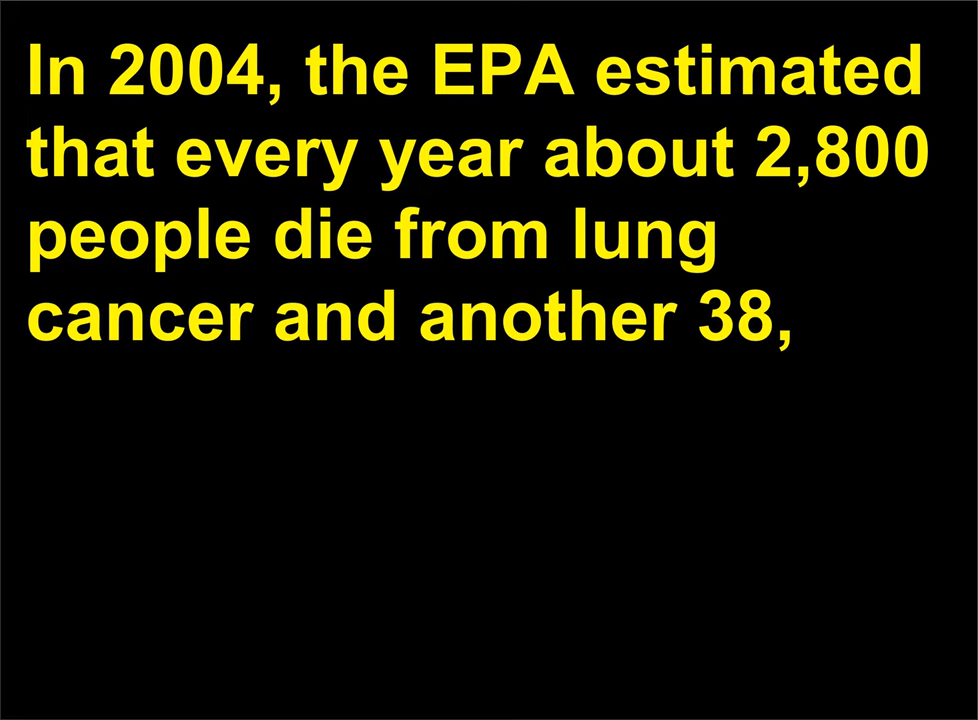 In 2004, the EPA estimated
that every year about 2,800
people die from lung
cancer and another 38,